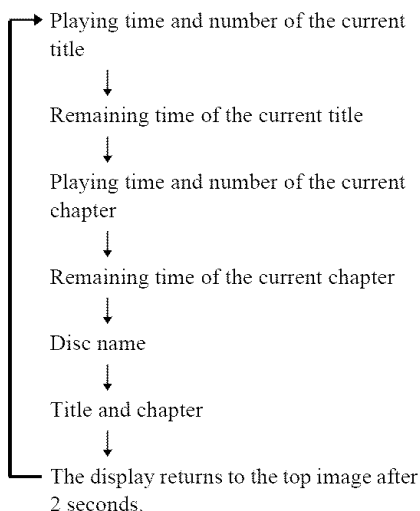 Playing time and number of the current
title
Remaining time of the current title
Playing time and number of the current
chapter
Remaining time of the current chapter
Disc name
Title and chapter
The display returns to the top image after
2 seconds.